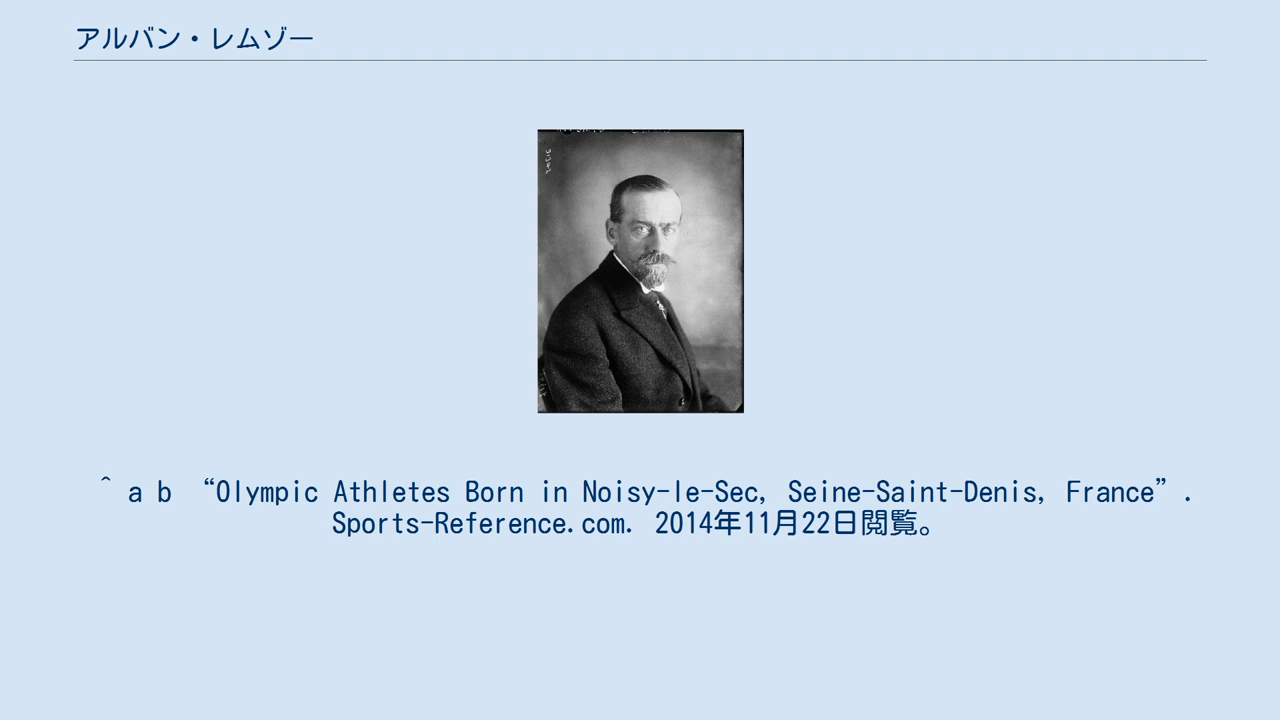 アルバン・レムゾー
^ a b “Olympic Athletes Born in Noisy-le-Sec, Seine-Saint-Denis, France”.
Sports-Reference.com. 2014年11月22日閲覧。